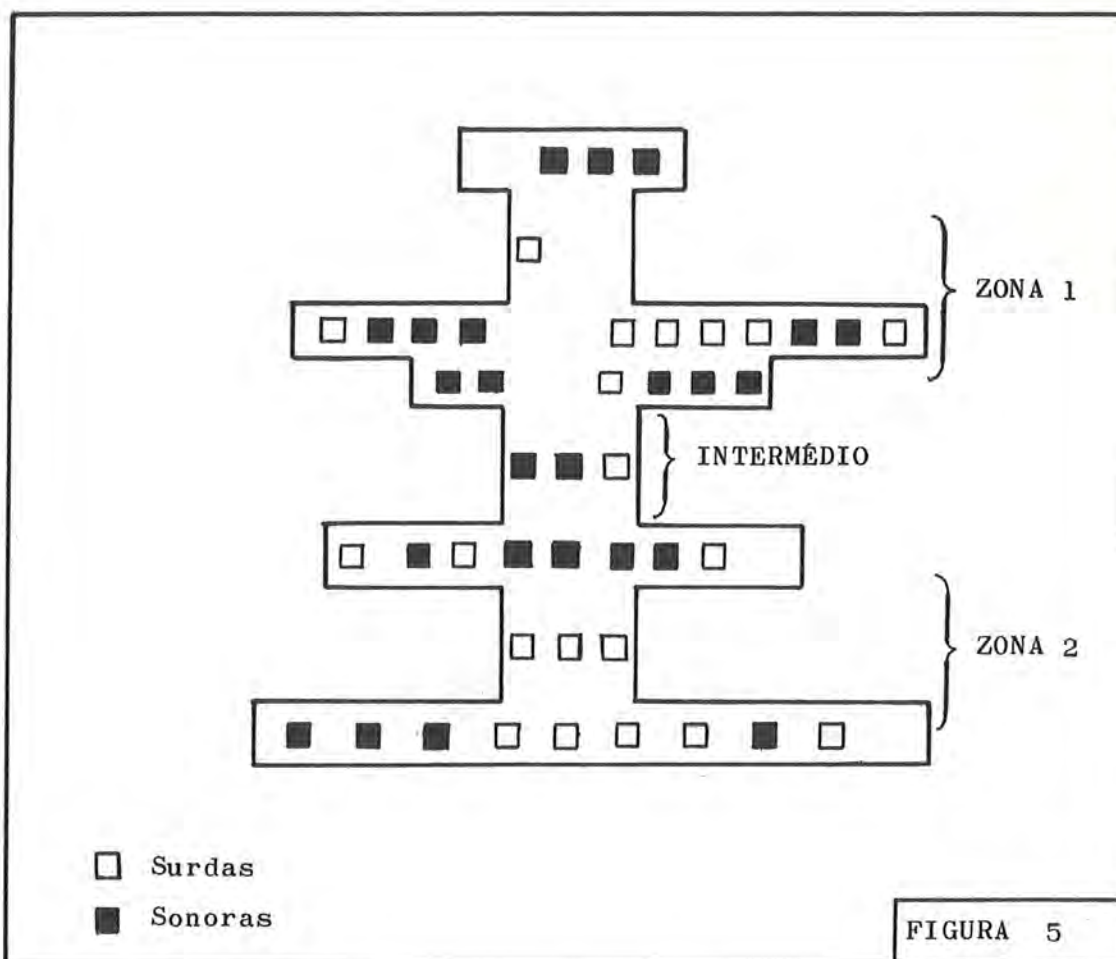 ZONA 1
INTERMÉDIO
ZONA 2
Surdas
Sonoras
FIGURA 5